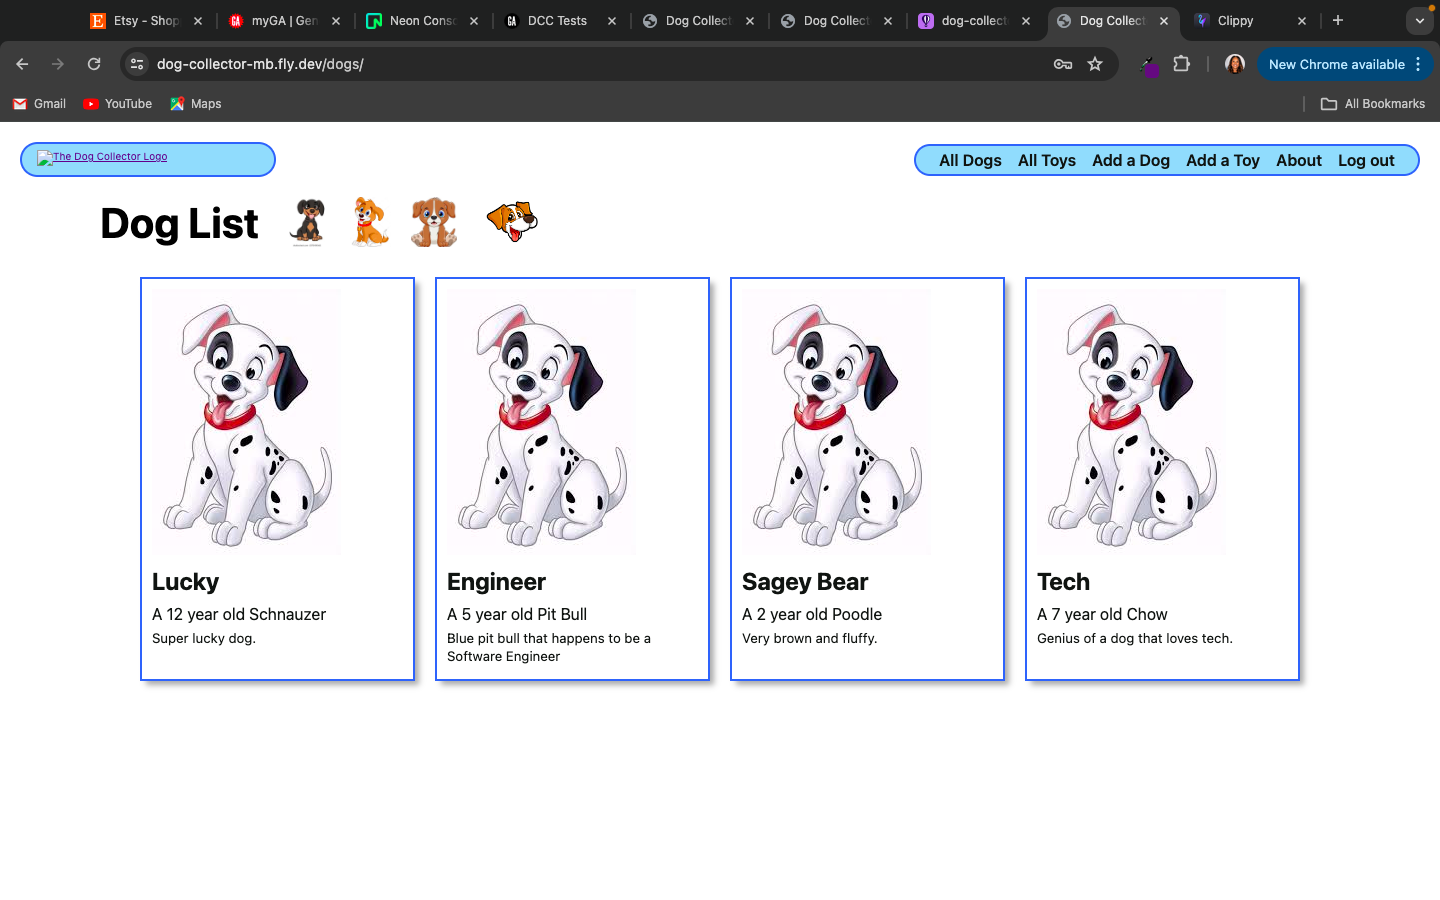 Etsy - Shop
myGA | Gen
Neon Conso
DCC Tests
Dog Collect
Dog Collect
dog-collect
Dog Collect
Clippy
dog-collector-mb.fly.dev/dogs/
New Chrome available
Gmail
YouTube
Maps
All Bookmarks
The Dog Collector Logo
All Dogs
All Toys
Add a Dog
Add a Toy
About
Log out
Dog List
Lucky
A 12 year old Schnauzer
Super lucky dog.
Engineer
A 5 year old Pit Bull
Blue pit bull that happens to be a
Software Engineer
Sagey Bear
A 2 year old Poodle
Very brown and fluffy.
Tech
A 7 year old Chow
Genius of a dog that loves tech.